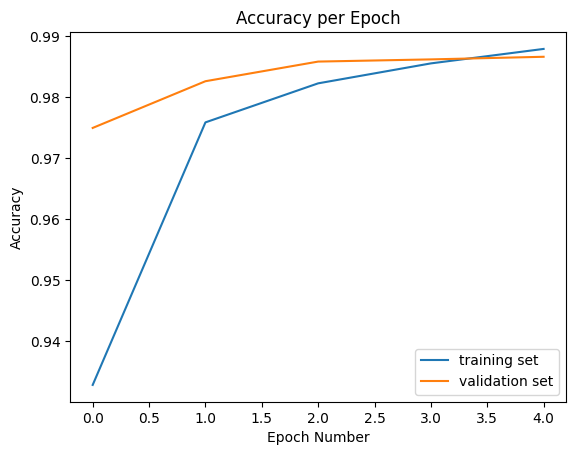 Accuracy per Epoch
0.99
0.98
0.97
0.96
0.95
0.94
Accuracy
0.0 0.5 1.0 1.5 2.0 2.5 3.0 3.5 4.0
Epoch Number
training set
validation set